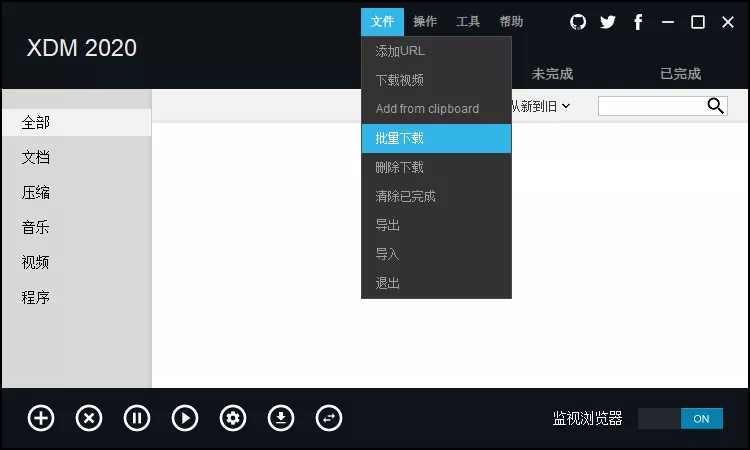 文件 操作 工具 帮助
XDM 2020
未完成 已完成
添加URL
下载视频
Add from clipboard
批量下载
删除下载
清除已完成
导出
导入
退出
从新到旧
全部
文档
压缩
音乐
视频
程序
监视浏览器 ON